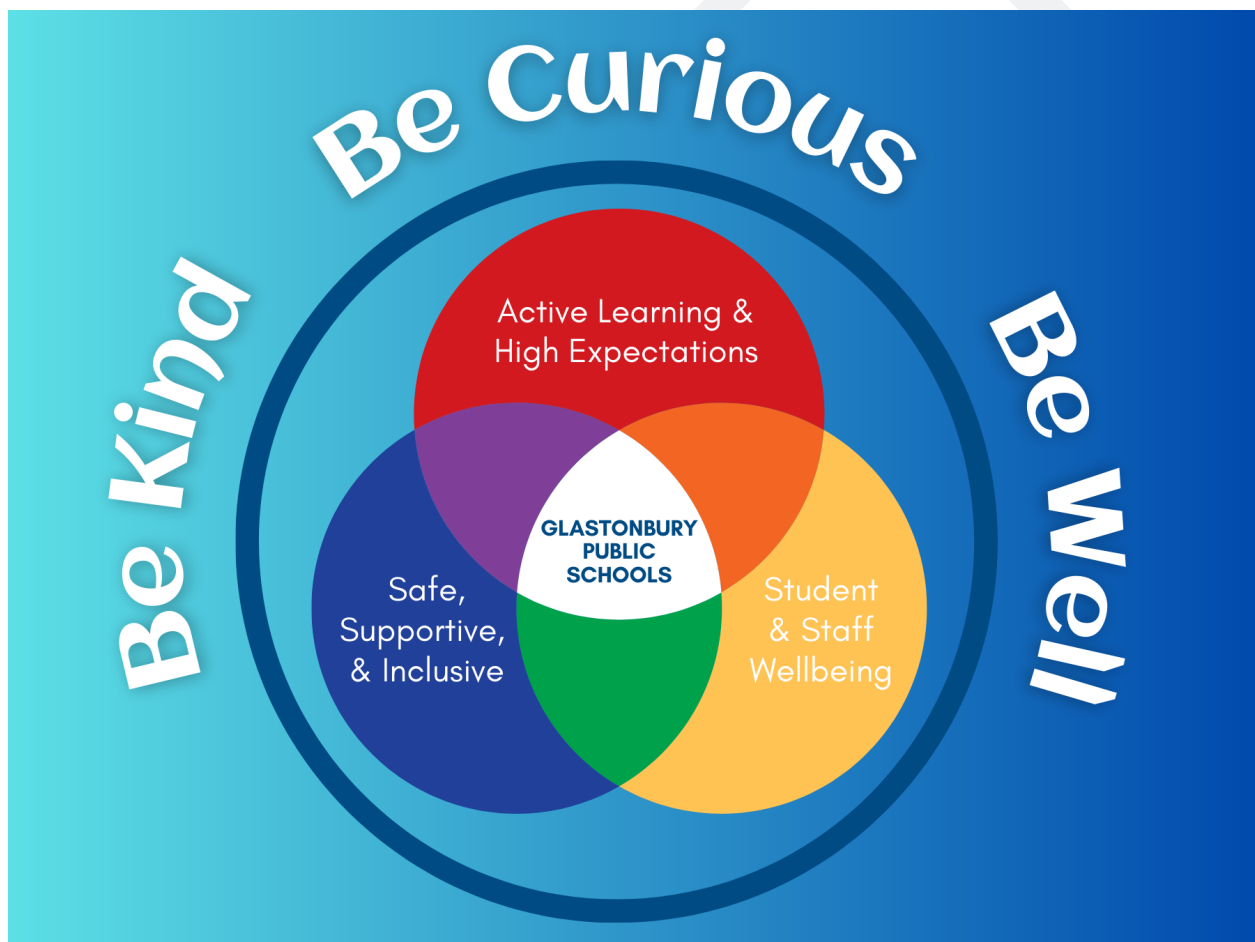 Be Kind
Be Curious
Be Well
Active Learning &
High Expectations
Safe,
Supportive,
& Inclusive
GLASTONBURY
PUBLIC
SCHOOLS
Student
& Staff
Wellbeing